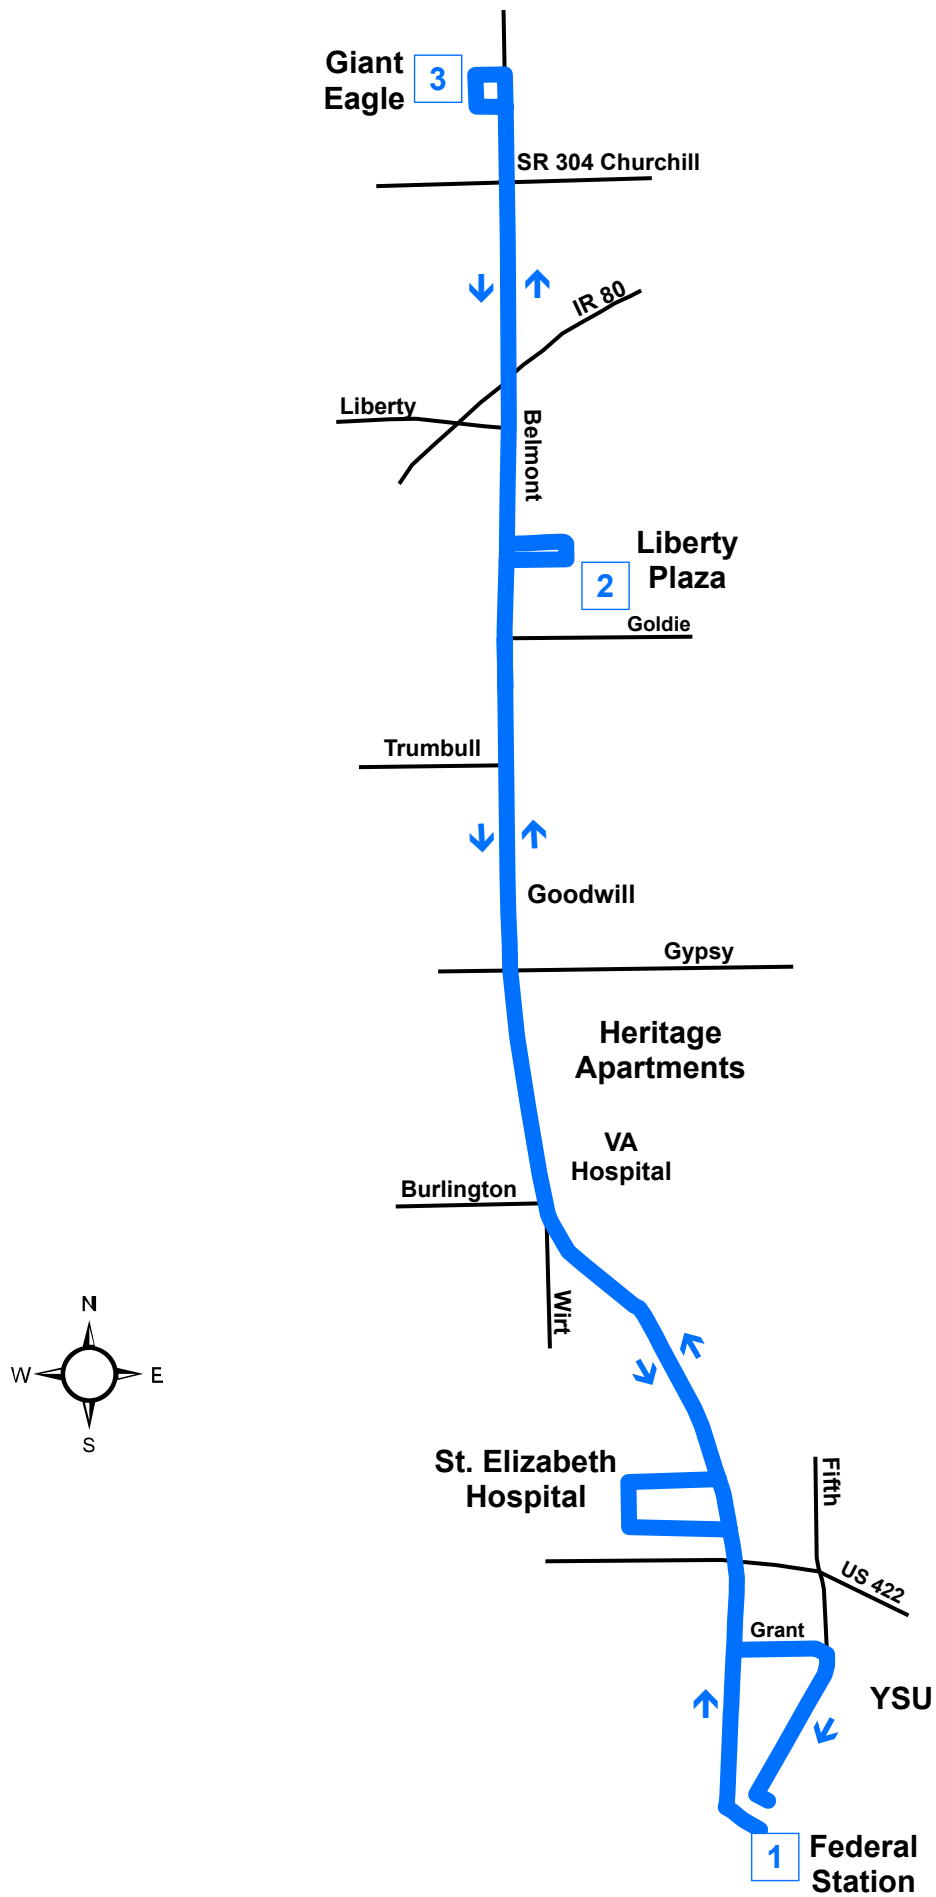 Giant
Eagle
3
SR 304 Churchill
IR 80
Liberty
Belmont
Liberty
Plaza
2
Goldie
Trumbull
Goodwill
Gypsy
Heritage
Apartments
VA
Hospital
Burlington
Wirt
N
W
E
S
St. Elizabeth
Hospital
Fifth
US 422
Grant
YSU
1
Federal
Station